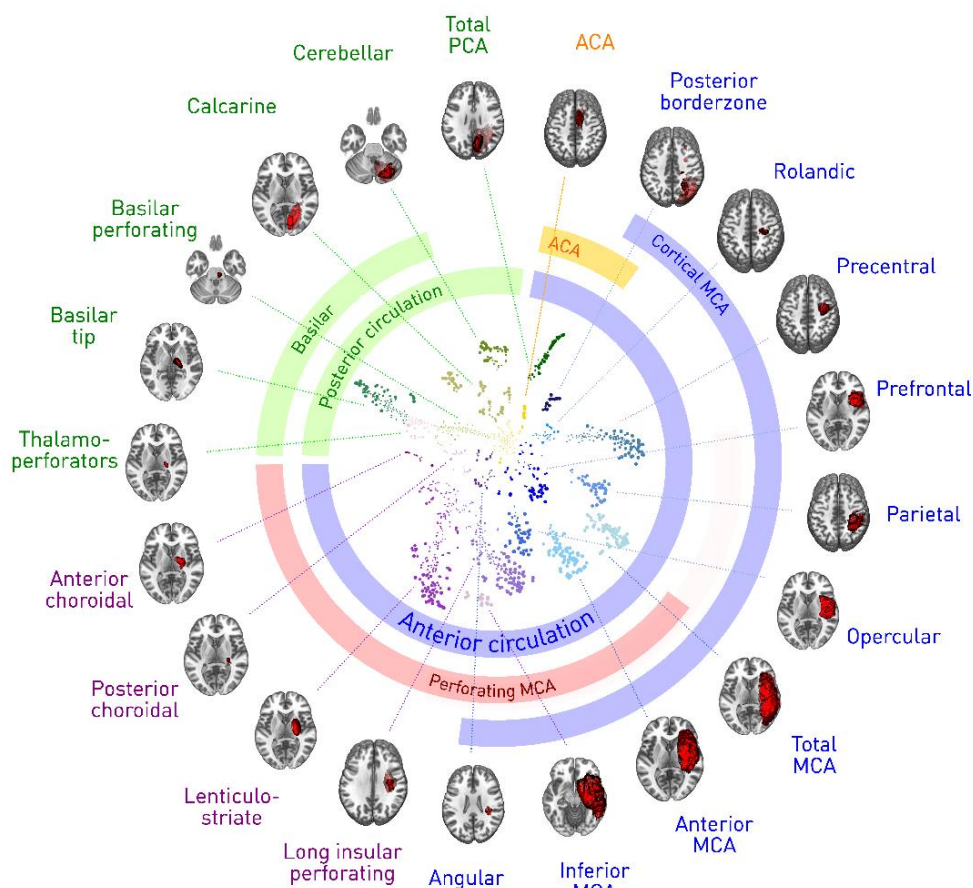 Total
PCA
ACA
Cerebellar
Posterior
borderzone
Calcarine
Rolandic
Basilar
perforating
Precentral
Basilar
tip
Prefrontal
Thalamo-
perforators
Parietal
Anterior
choroidal
Opercular
Posterior
choroidal
Total
MCA
Lenticulo-
striate
Anterior
MCA
Long insular
perforating
Angular
Inferior
MCA
ACA
Cortical MCA
Basilar
Posterior circulation
Anterior circulation
Perforating MCA